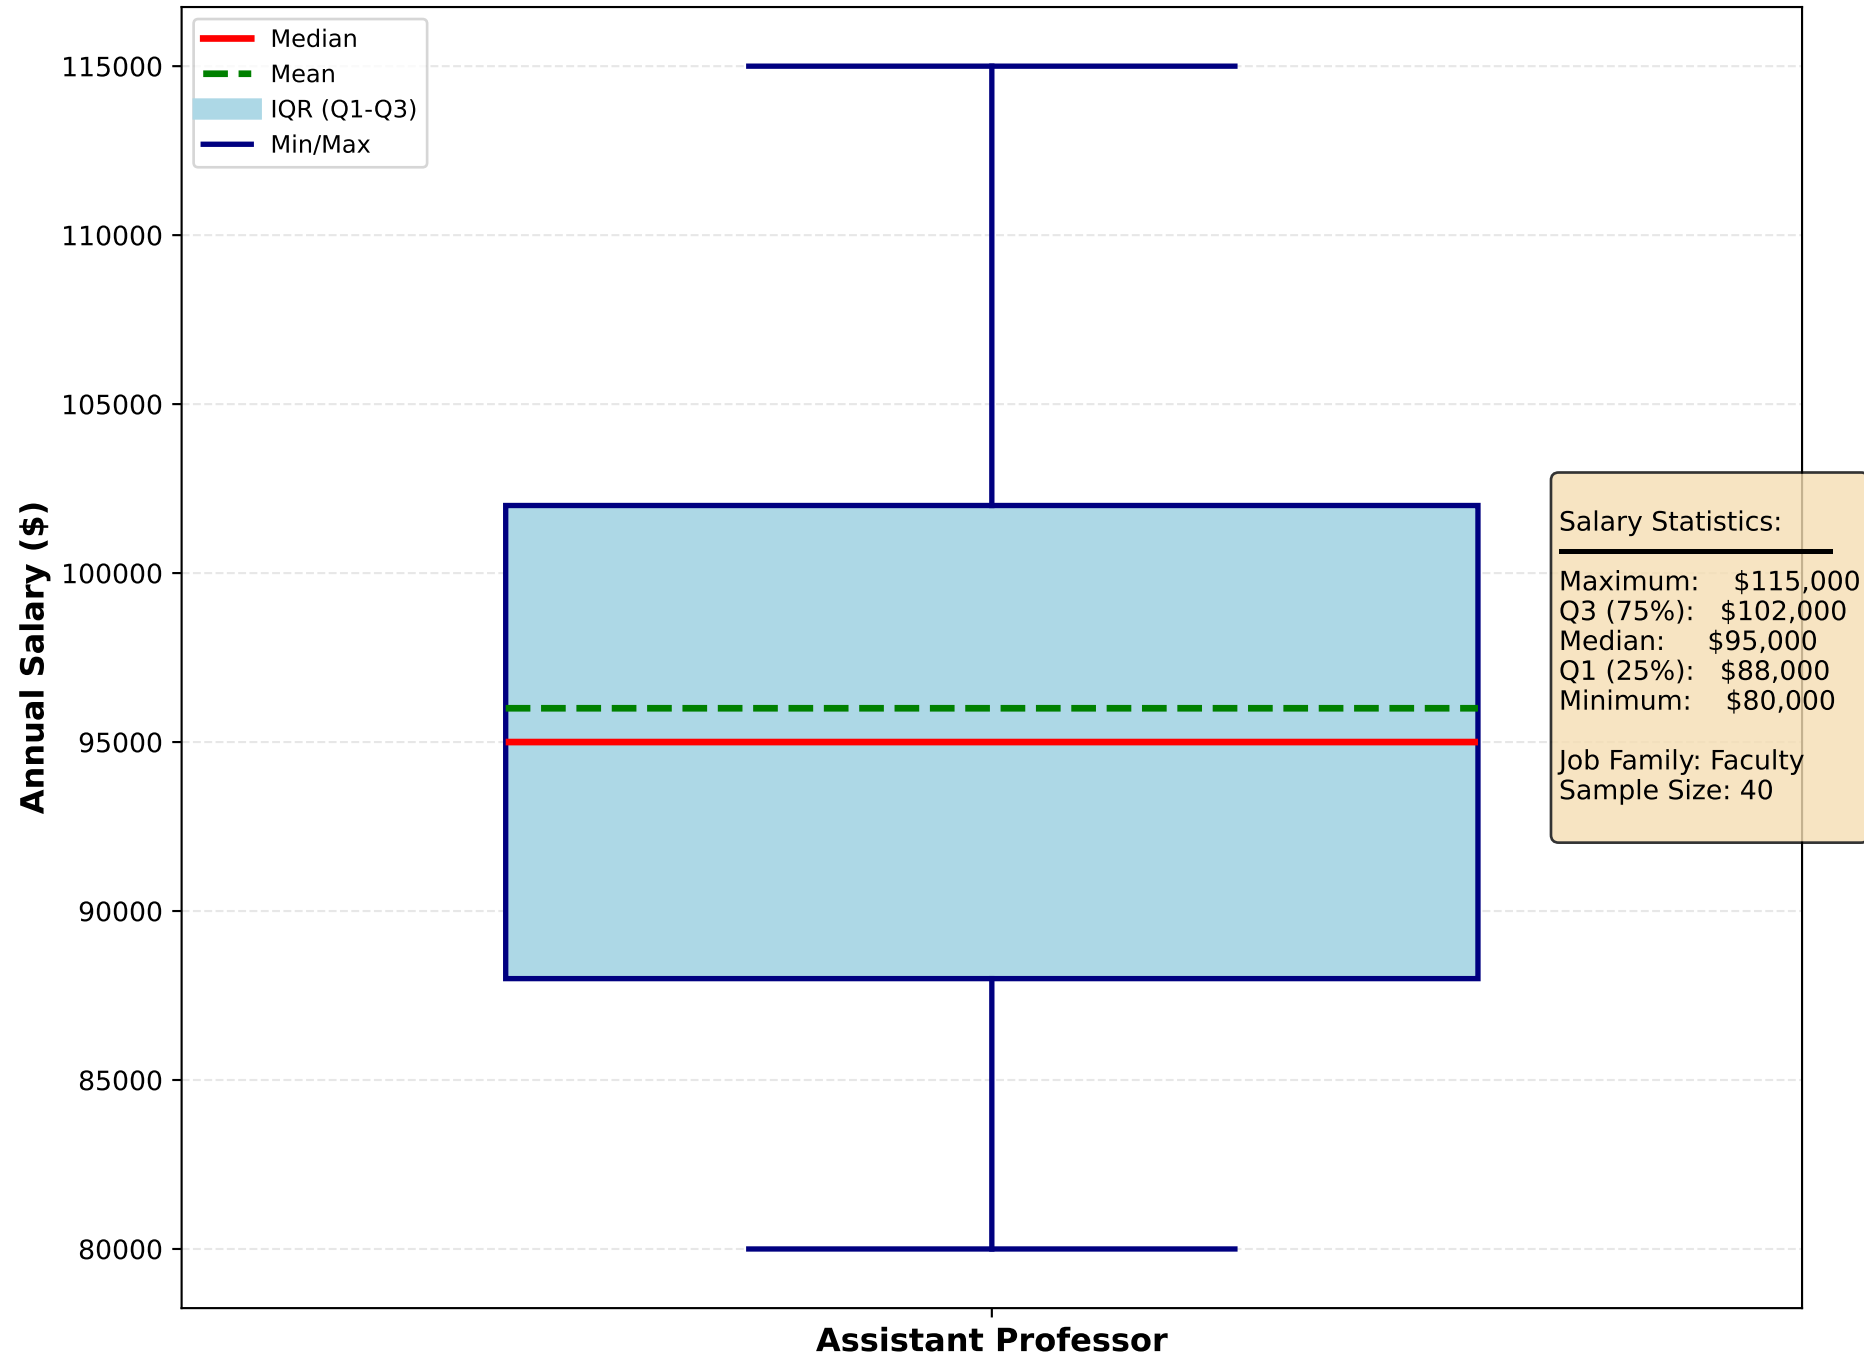 Median
Mean
IQR (Q1-Q3)
Min/Max
115000
110000
105000
100000
95000
90000
85000
80000
Annual Salary ($)
Assistant Professor
Salary Statistics:
Maximum: $115,000
Q3 (75%): $102,000
Median: $95,000
Q1 (25%): $88,000
Minimum: $80,000
Job Family: Faculty
Sample Size: 40